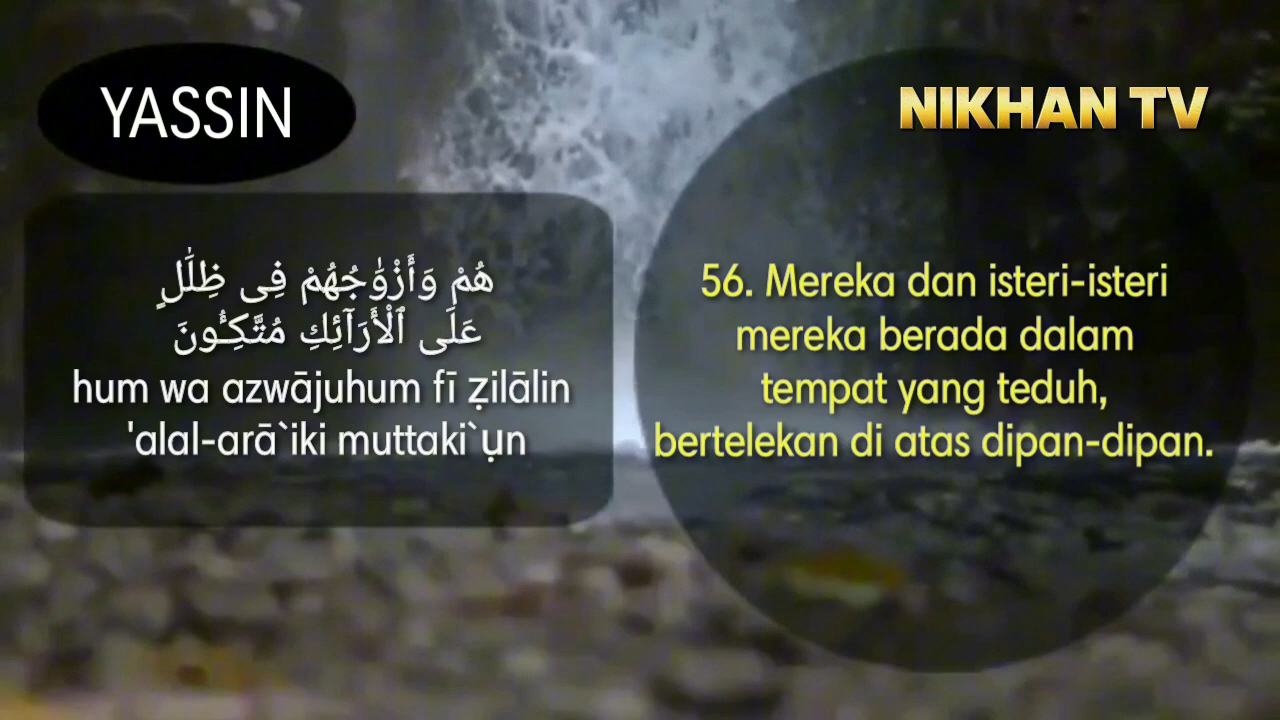 YASSIN
NIKHAN TV
هُمْ وَأَزْوَٰجُهُمْ فِى ظِلَٰلٍ
عَلَى ٱلْأَرَآئِكِ مُتَّكِـُٔونَ
hum wa azwājuhum fī ẓilālin
'alal-arā`iki muttaki`ụn
56. Mereka dan isteri-isteri
mereka berada dalam
tempat yang teduh,
bertelekan di atas dipan-dipan.